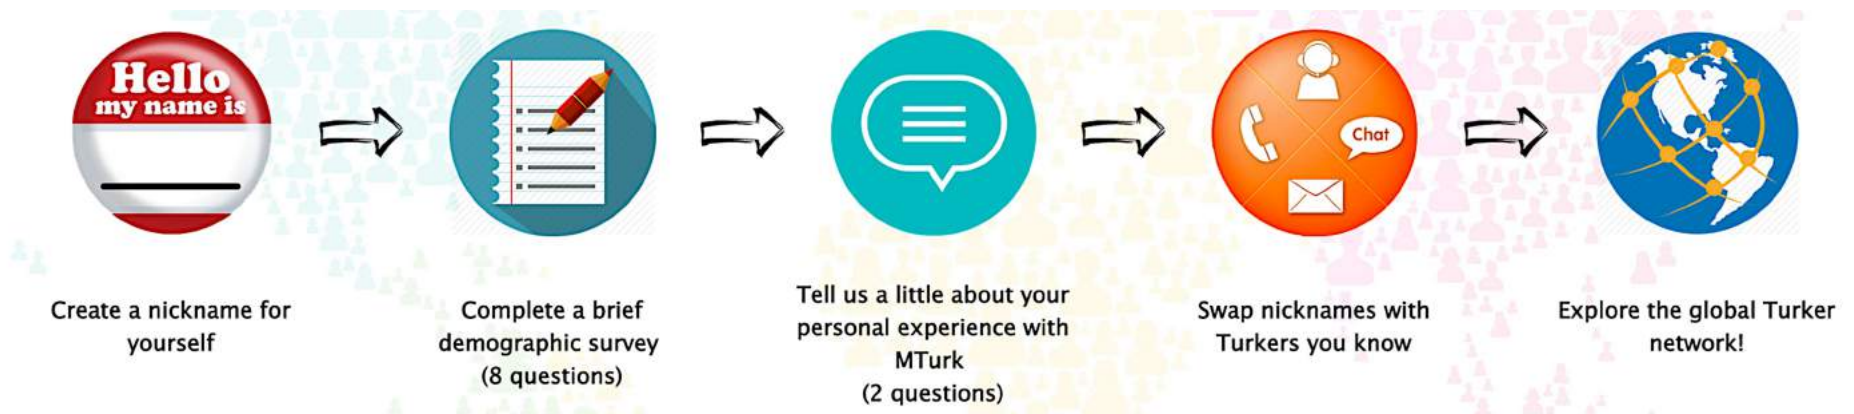 Hello
my name is
Chat
Create a nickname for
yourself
Complete a brief
demographic survey
(8 questions)
Tell us a little about your
personal experience with
MTurk
(2 questions)
Swap nicknames with
Turkers you know
Explore the global Turker
network!